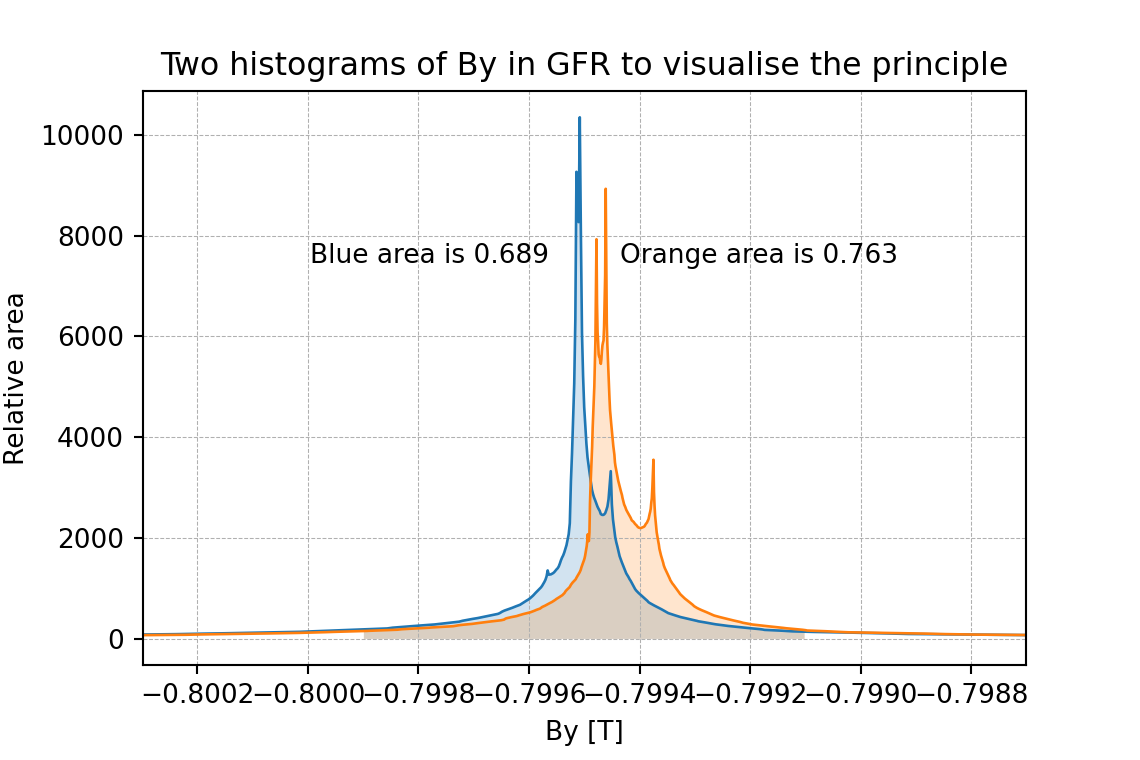 Two histograms of By in GFR to visualise the principle
10000
8000
Blue area is 0.689
Orange area is 0.763
6000
4000
2000
0
Relative area
−0.8002
−0.8000
−0.7998
−0.7996
−0.7994
−0.7992
−0.7990
−0.7988
By [T]